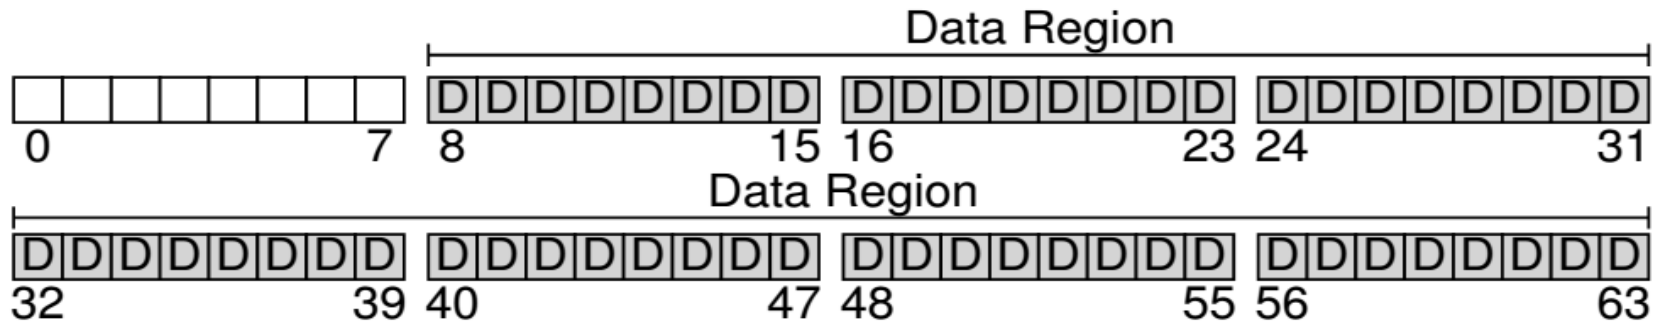 Data Region
D D D D D D D D D D D D D D D D D D D D D D D D
0 7 8 15 16 23 24 31
Data Region
D D D D D D D D D D D D D D D D D D D D D D D D D D D D D D D D
32 39 40 47 48 55 56 63